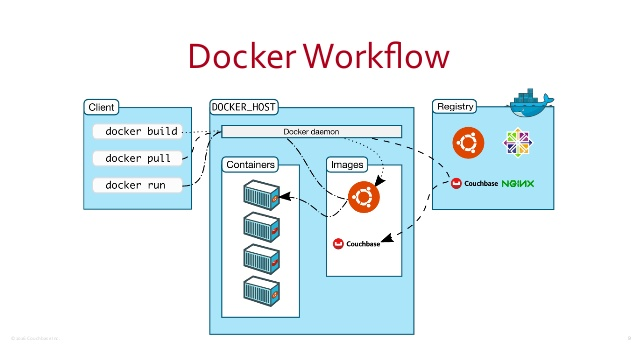 Docker Workflow
Client
docker build
docker pull
docker run
DOCKER_HOST
Docker daemon
Containers
Images
Couchbase
Registry
Couchbase
NGINX